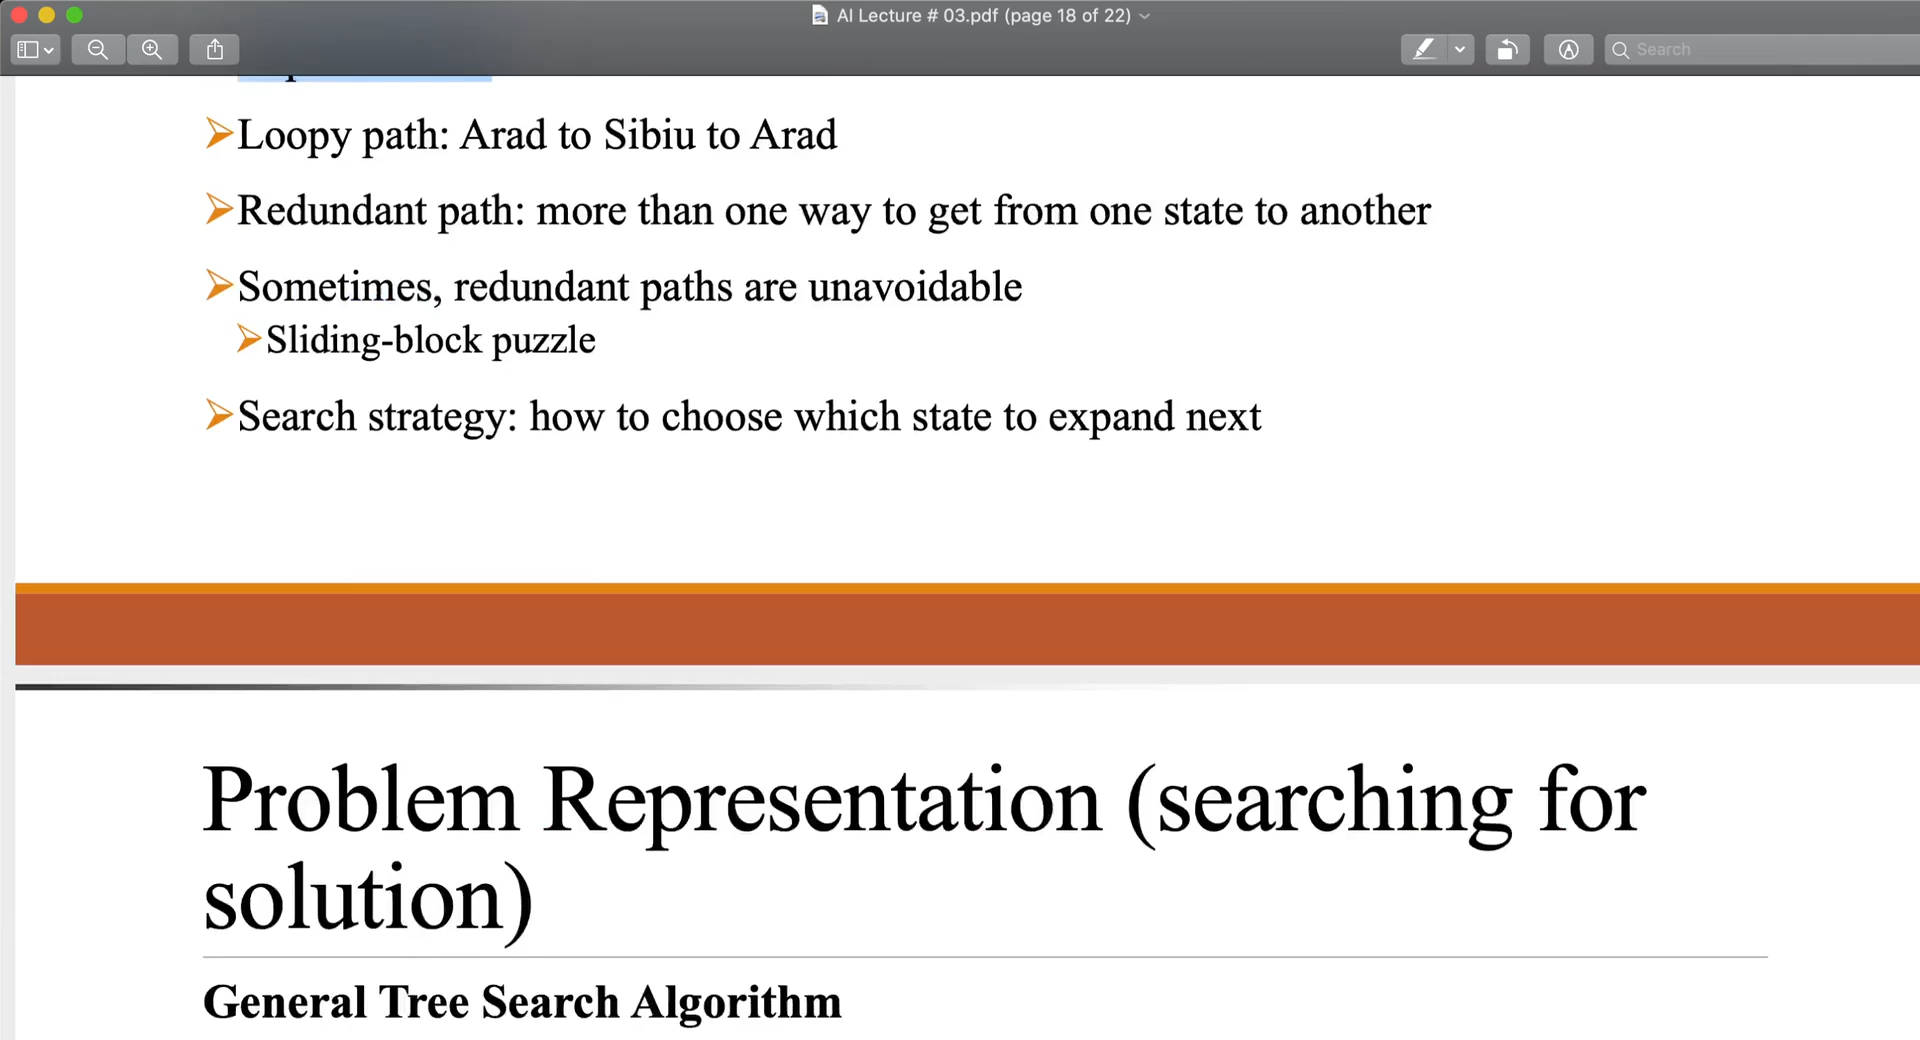 AI Lecture # 03.pdf (page 18 of 22)
Search
➢Loopy path: Arad to Sibiu to Arad
➢Redundant path: more than one way to get from one state to another
➢Sometimes, redundant paths are unavoidable
➢Sliding-block puzzle
➢Search strategy: how to choose which state to expand next
Problem Representation (searching for
solution)
General Tree Search Algorithm